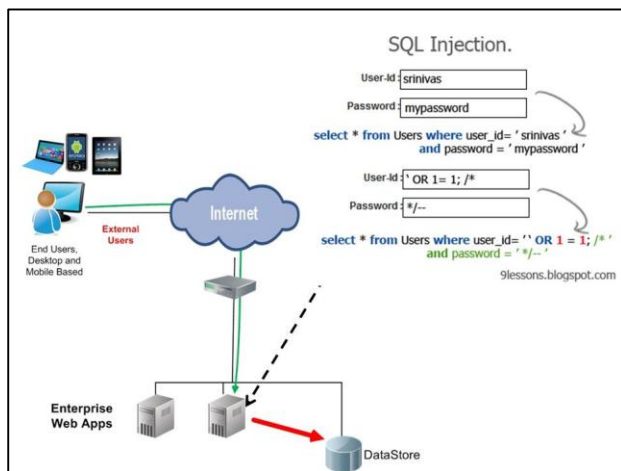 SQL Injection.
User-Id: srinivas
Password: mypassword
select * from Users where user_id= ' srinivas '
and password = ' mypassword '
User-Id: ' OR 1= 1; /*
Password: */--
select * from Users where user_id= ' ' OR 1 = 1; /* '
and password = ' */-- '
9lessons.blogspot.com
Internet
External
Users
End Users,
Desktop and
Mobile Based
Enterprise
Web Apps
DataStore